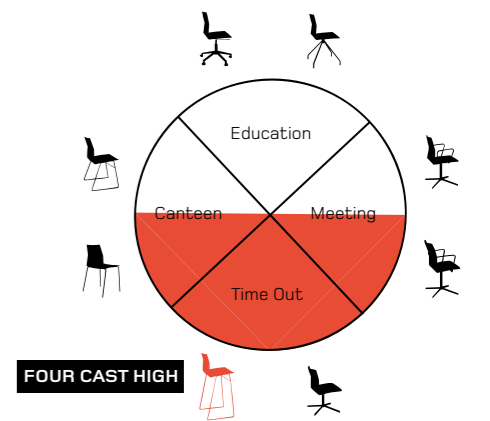 Education
Canteen
Meeting
Time Out
FOUR CAST HIGH